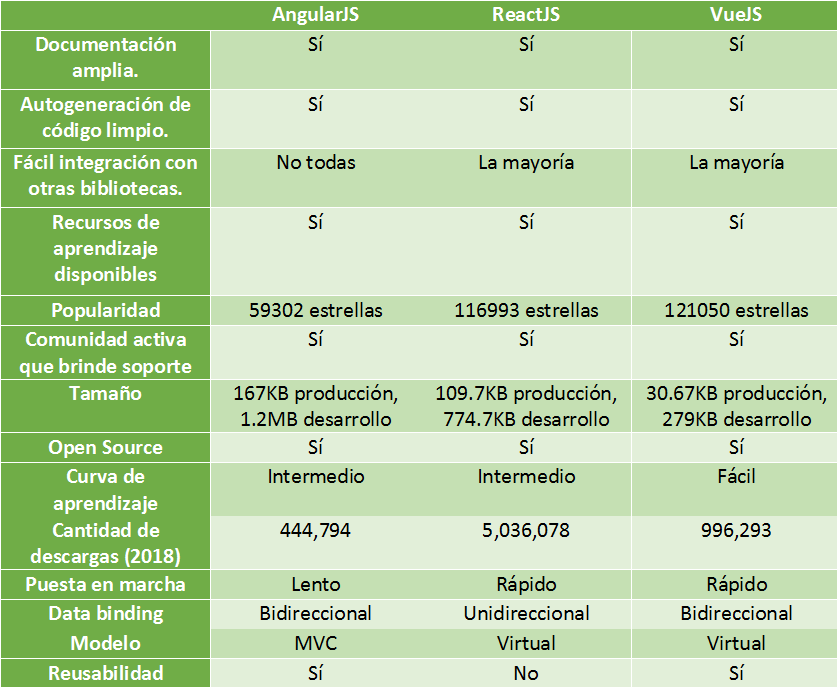 AngularJS ReactJS VueJS
Documentación Sí Sí Sí
amplia.
Autogeneración de Sí Sí Sí
código limpio.
Fácil integración con No todas La mayoría La mayoría
otras bibliotecas.
Recursos de Sí Sí Sí
aprendizaje
disponibles
Popularidad 59302 estrellas 116993 estrellas 121050 estrellas
Comunidad activa Sí Sí Sí
que brinde soporte
Tamaño 167KB producción, 109.7KB producción, 30.67KB producción,
1.2MB desarrollo 774.7KB desarrollo 279KB desarrollo
Open Source Sí Sí Sí
Curva de Intermedio Intermedio Fácil
aprendizaje
Cantidad de 444,794 5,036,078 996,293
descargas (2018)
Puesta en marcha Lento Rápido Rápido
Data binding Bidireccional Unidireccional Bidireccional
Modelo MVC Virtual Virtual
Reusabilidad Sí No Sí